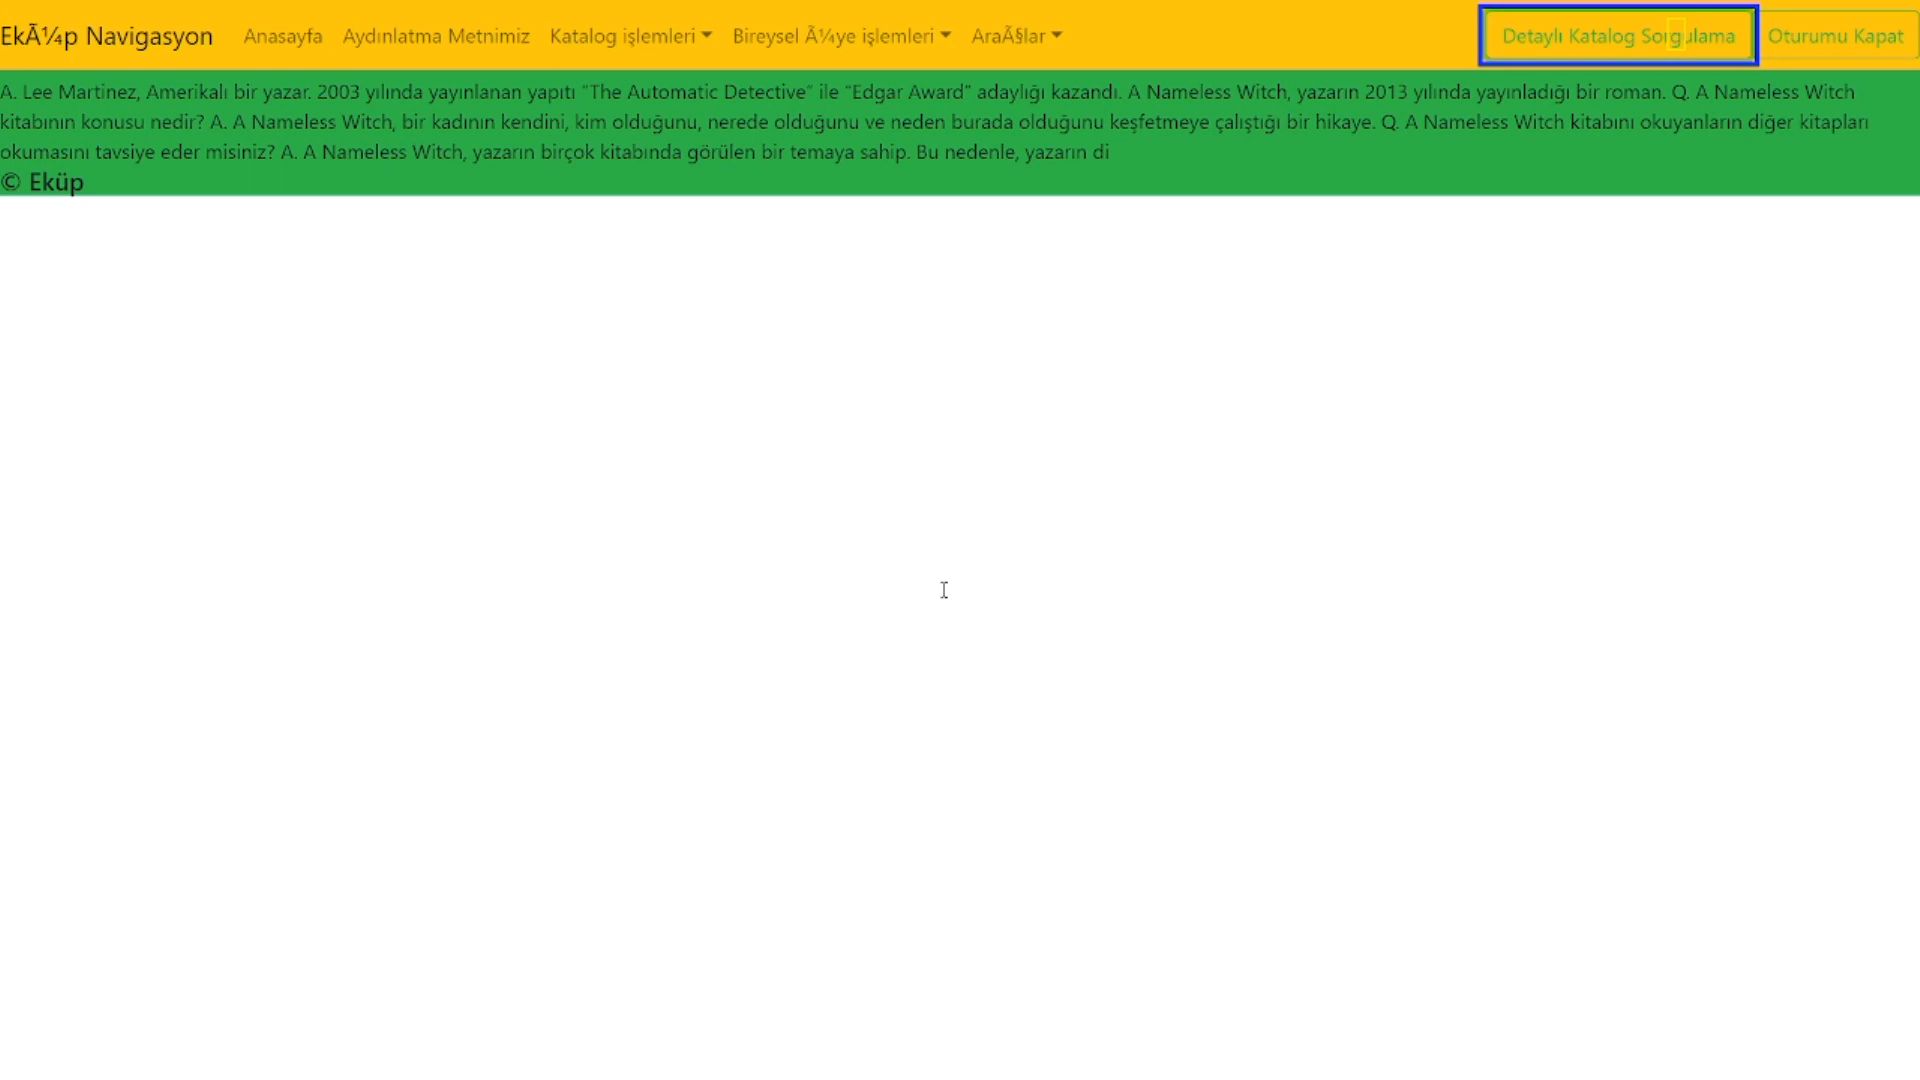 EkÃ¼p Navigasyon Anasayfa Aydınlatma Metnimiz Katalog işlemleri Bireysel Ã¼ye işlemleri AraÃ§lar Detaylı Katalog Sorgulama Oturumu Kapat
A. Lee Martinez, Amerikalı bir yazar. 2003 yılında yayınlanan yapıtı “The Automatic Detective” ile “Edgar Award” adaylığı kazandı. A Nameless Witch, yazarın 2013 yılında yayınladığı bir roman. Q. A Nameless Witch
kitabının konusu nedir? A. A Nameless Witch, bir kadının kendini, kim olduğunu, nerede olduğunu ve neden burada olduğunu keşfetmeye çalıştığı bir hikaye. Q. A Nameless Witch kitabını okuyanların diğer kitapları
okumasını tavsiye eder misiniz? A. A Nameless Witch, yazarın birçok kitabında görülen bir temaya sahip. Bu nedenle, yazarın di
© Eküp